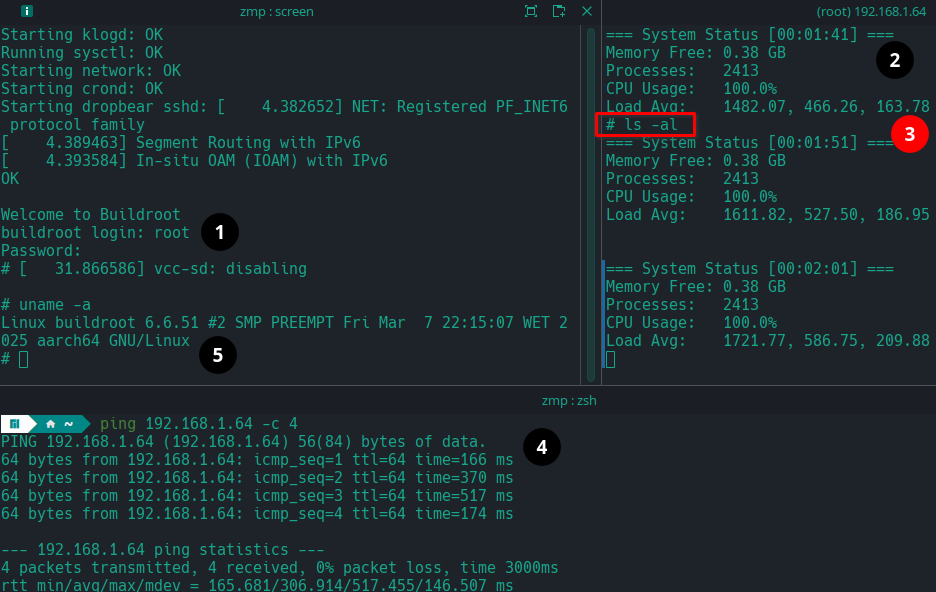 zmp : screen
Starting klogd: OK
Running sysctl: OK
Starting network: OK
Starting crond: OK
Starting dropbear sshd: [    4.382652] NET: Registered PF_INET6
 protocol family
[    4.389463] Segment Routing with IPv6
[    4.393584] In-situ OAM (IOAM) with IPv6
OK
Welcome to Buildroot
buildroot login: root
1
Password:
# [   31.866586] vcc-sd: disabling
# uname -a
Linux buildroot 6.6.51 #2 SMP PREEMPT Fri Mar  7 22:15:07 WET 2
025 aarch64 GNU/Linux
5
#
(root) 192.168.1.64
=== System Status [00:01:41] ===
Memory Free: 0.38 GB
2
Processes:   2413
CPU Usage:   100.0%
Load Avg:    1482.07, 466.26, 163.78
# ls -al
3
=== System Status [00:01:51] ===
Memory Free: 0.38 GB
Processes:   2413
CPU Usage:   100.0%
Load Avg:    1611.82, 527.50, 186.95
=== System Status [00:02:01] ===
Memory Free: 0.38 GB
Processes:   2413
CPU Usage:   100.0%
Load Avg:    1721.77, 586.75, 209.88
zmp : zsh
~ ping 192.168.1.64 -c 4
PING 192.168.1.64 (192.168.1.64) 56(84) bytes of data.
4
64 bytes from 192.168.1.64: icmp_seq=1 ttl=64 time=166 ms
64 bytes from 192.168.1.64: icmp_seq=2 ttl=64 time=370 ms
64 bytes from 192.168.1.64: icmp_seq=3 ttl=64 time=517 ms
64 bytes from 192.168.1.64: icmp_seq=4 ttl=64 time=174 ms
--- 192.168.1.64 ping statistics ---
4 packets transmitted, 4 received, 0% packet loss, time 3000ms
rtt min/avg/max/mdev = 165.681/306.914/517.455/146.507 ms